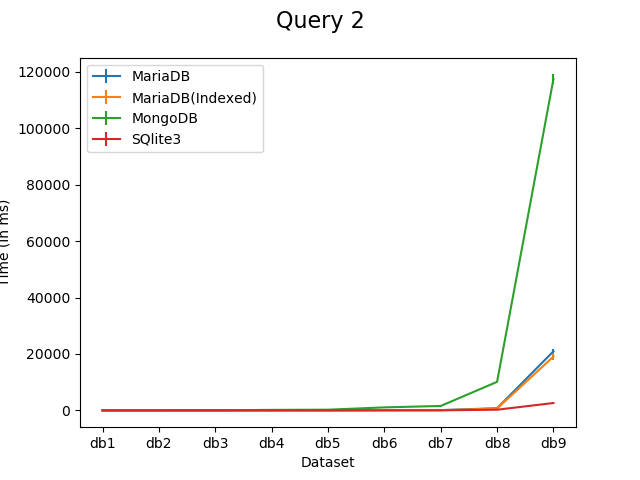 Query 2
MariaDB
MariaDB(Indexed)
MongoDB
SQlite3
120000
100000
80000
60000
40000
20000
0
Time (in ms)
db1 db2 db3 db4 db5 db6 db7 db8 db9
Dataset